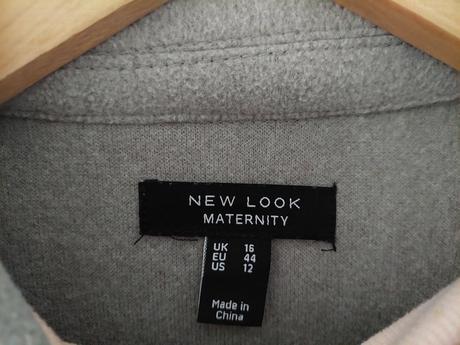 NEW LOOK
MATERNITY
UK 16
EU 44
US 12
Made in
China